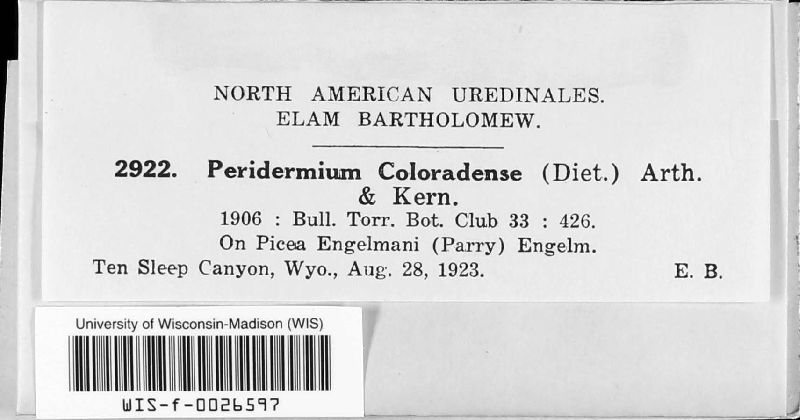 NORTH AMERICAN UREDINALES.
ELAM BARTHOLOMEW.
2922. Peridermium Coloradense (Diet.) Arth.
& Kern.
1906 : Bull. Torr. Bot. Club 33 : 426.
On Picea Engelmani (Parry) Engelm.
Ten Sleep Canyon, Wyo., Aug. 28, 1923. E. B.
University of Wisconsin-Madison (WIS)
WIS-f-0026597